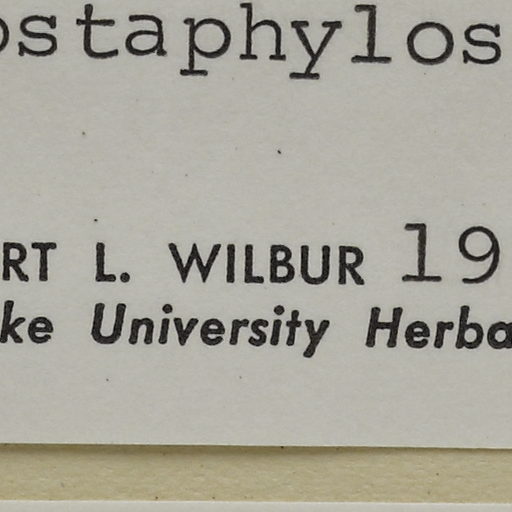 ostaphylos
RT L. WILBUR 19
ke University Herba